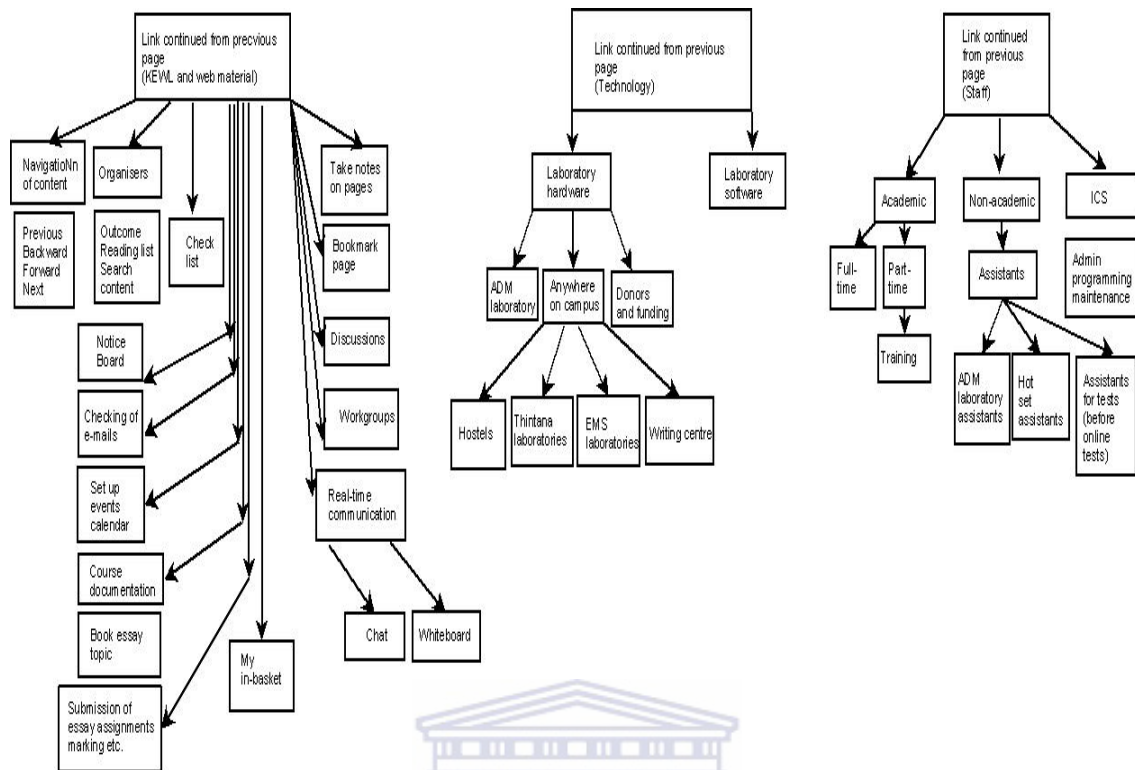 Link continued from precvious
page
(KEWL and web material)
NavigatioNn
of content
Organisers
Previous
Backward
Forward
Next
Outcome
Reading list
Search
content
Check
list
Take notes
on pages
Bookmark
page
Discussions
Workgroups
Notice
Board
Checking of
e-mails
Set up
events
calendar
Course
documentation
Book essay
topic
Submission of
essay assignments
marking etc.
My
in-basket
Real-time
communication
Chat
Whiteboard
Link continued from previous
page
(Technology)
Laboratory
hardware
Laboratory
software
ADM
laboratory
Anywhere
on campus
Donors
and funding
Hostels
Thintana
laboratories
EMS
laboratories
Writing centre
Link continued
from previous
page
(Staff)
Academic
Non-academic
ICS
Full-
time
Part-
time
Assistants
Admin
programming
maintenance
Training
ADM
laboratory
assistants
Hot
set
assistants
Assistants
for tests
(before
online
tests)